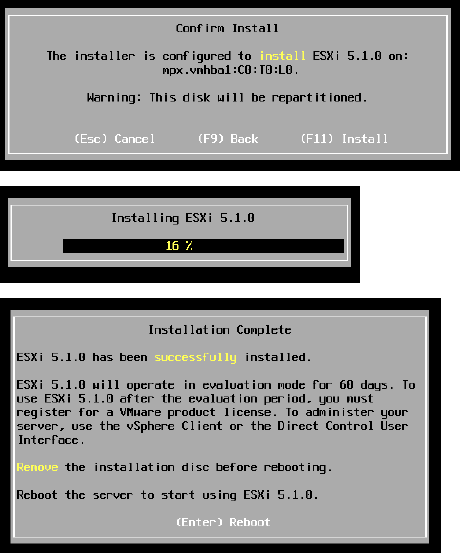 Confirm Install
The installer is configured to install ESXi 5.1.0 on:
mpx.vmhba1:C0:T0:L0.
Warning: This disk will be repartitioned.
(Esc) Cancel (F9) Back (F11) Install
Installing ESXi 5.1.0
16 %
Installation Complete
ESXi 5.1.0 has been successfully installed.
ESXi 5.1.0 will operate in evaluation mode for 60 days. To
use ESXi 5.1.0 after the evaluation period, you must
register for a VMware product license. To administer your
server, use the vSphere Client or the Direct Control User
Interface.
Remove the installation disc before rebooting.
Reboot the server to start using ESXi 5.1.0.
(Enter) Reboot